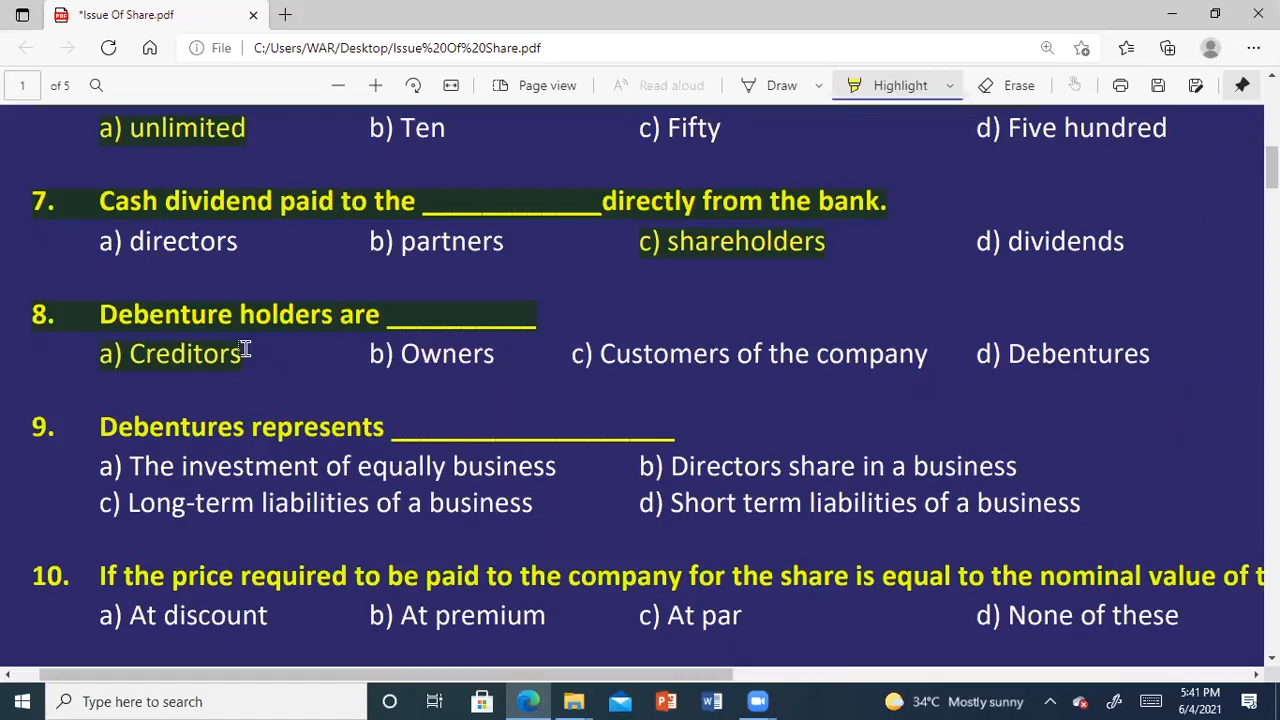 *Issue Of Share.pdf
File C:/Users/WAR/Desktop/Issue%20Of%20Share.pdf
1 of 5 Page view Read aloud Draw Highlight Erase
a) unlimited b) Ten c) Fifty d) Five hundred
7. Cash dividend paid to the ____________directly from the bank.
a) directors b) partners c) shareholders d) dividends
8. Debenture holders are __________
a) Creditors b) Owners c) Customers of the company d) Debentures
9. Debentures represents ___________________
a) The investment of equally business b) Directors share in a business
c) Long-term liabilities of a business d) Short term liabilities of a business
10. If the price required to be paid to the company for the share is equal to the nominal value of
a) At discount b) At premium c) At par d) None of these
Type here to search 34°C Mostly sunny 5:41 PM
6/4/2021